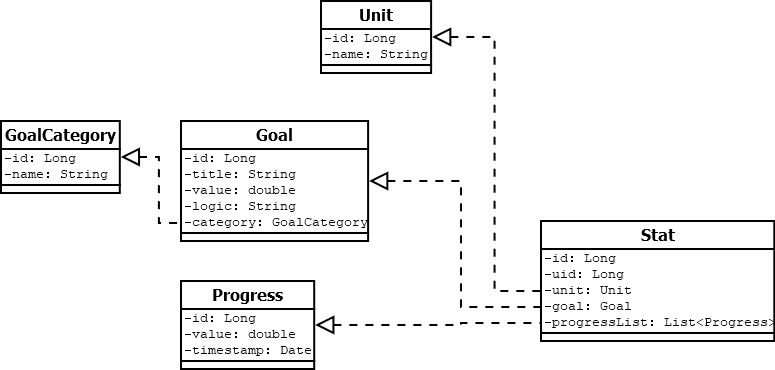 Unit
-id: Long
-name: String
GoalCategory
-id: Long
-name: String
Goal
-id: Long
-title: String
-value: double
-logic: String
-category: GoalCategory
Stat
-id: Long
-uid: Long
-unit: Unit
-goal: Goal
-progressList: List<Progress>
Progress
-id: Long
-value: double
-timestamp: Date